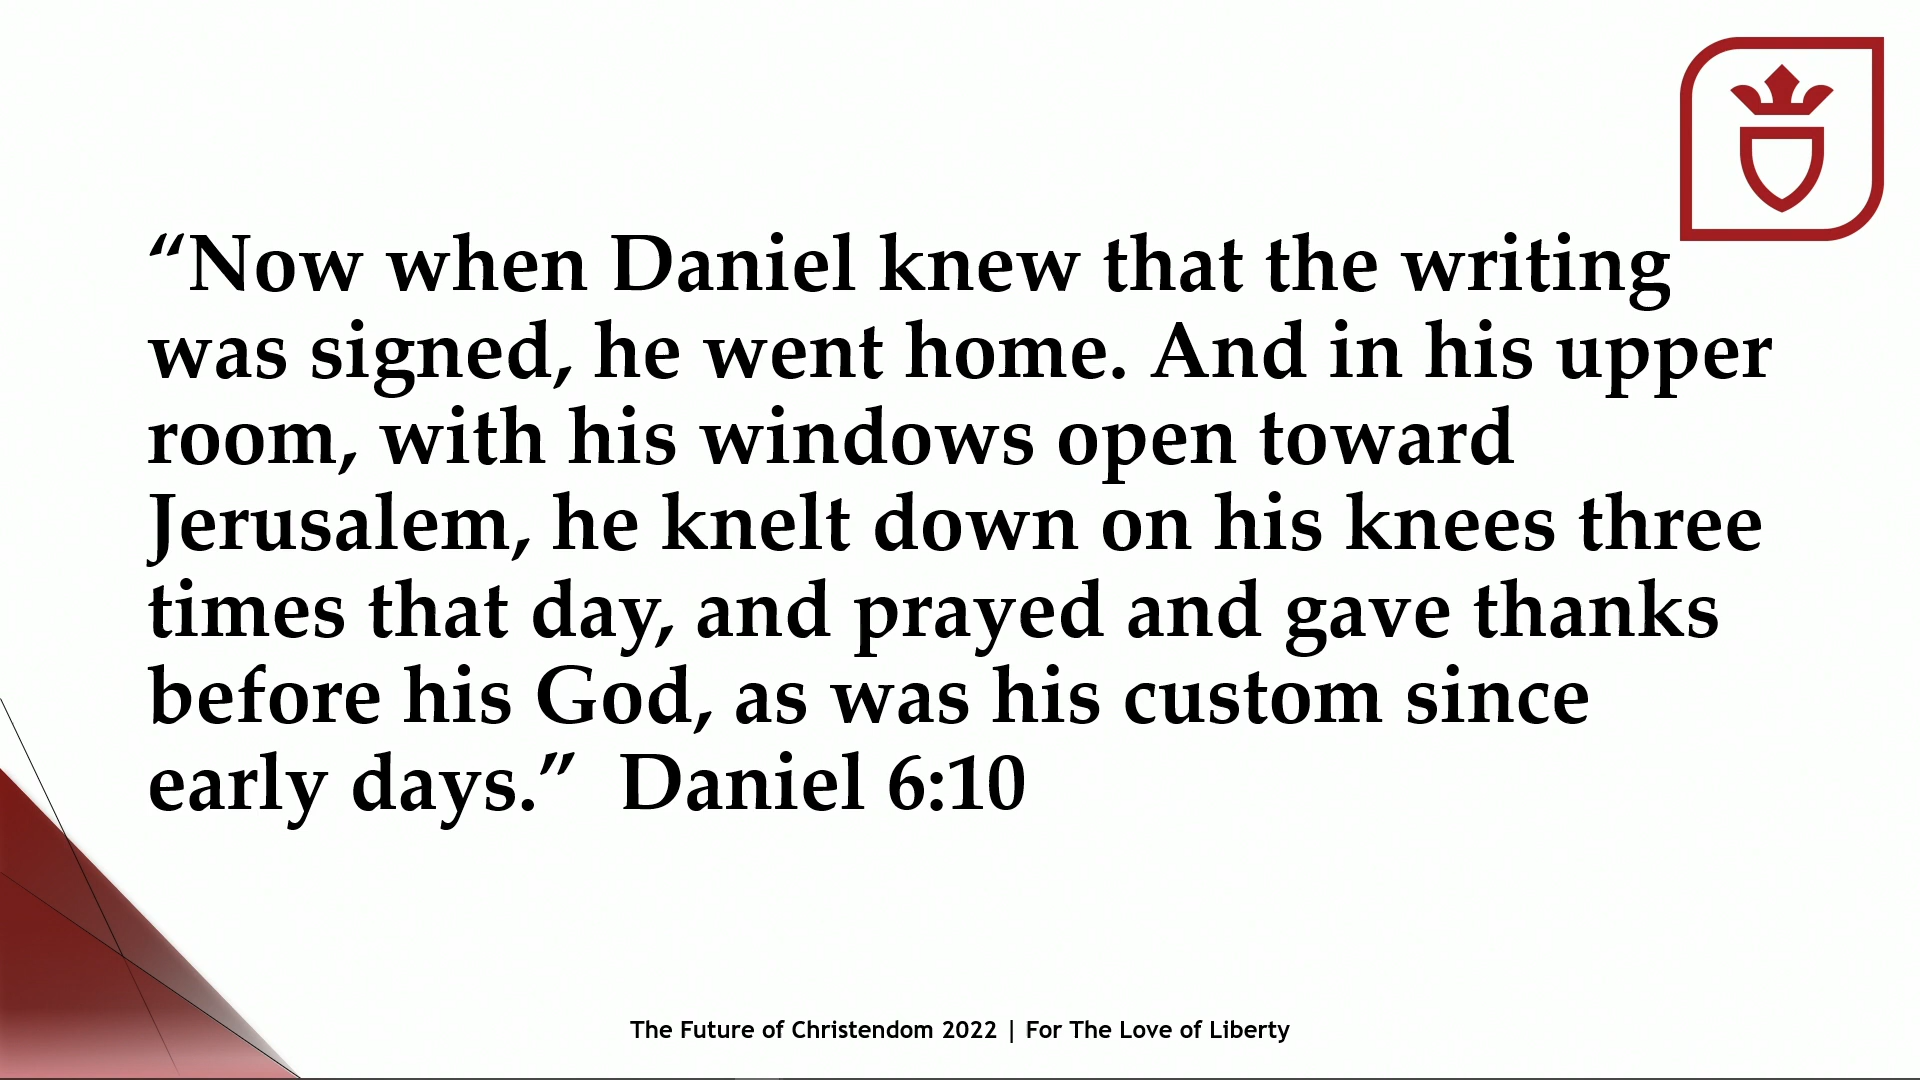 “Now when Daniel knew that the writing
was signed, he went home. And in his upper
room, with his windows open toward
Jerusalem, he knelt down on his knees three
times that day, and prayed and gave thanks
before his God, as was his custom since
early days.”  Daniel 6:10
The Future of Christendom 2022 | For The Love of Liberty